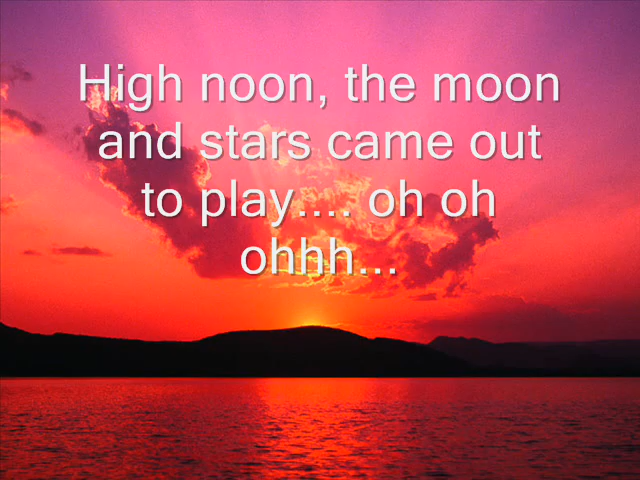 High noon, the moon
and stars came out
to play.... oh oh
ohhh...